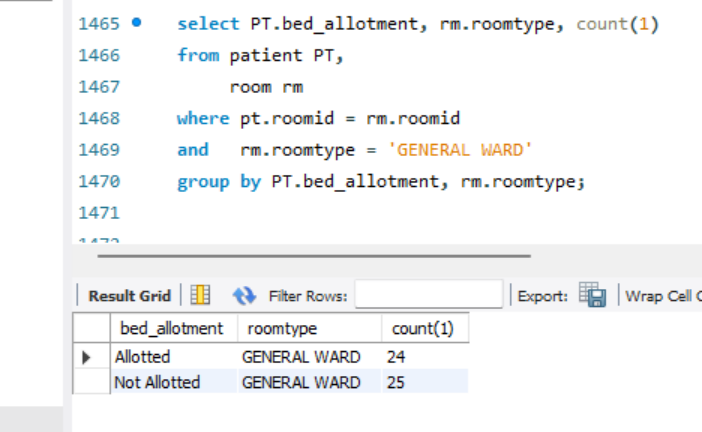 1465 select PT.bed_allotment, rm.roomtype, count(1)
1466 from patient PT,
1467 room rm
1468 where pt.roomid = rm.roomid
1469 and rm.roomtype = 'GENERAL WARD'
1470 group by PT.bed_allotment, rm.roomtype;
1471
Result Grid Filter Rows: Export: Wrap Cell C
bed_allotment roomtype count(1)
Allotted GENERAL WARD 24
Not Allotted GENERAL WARD 25